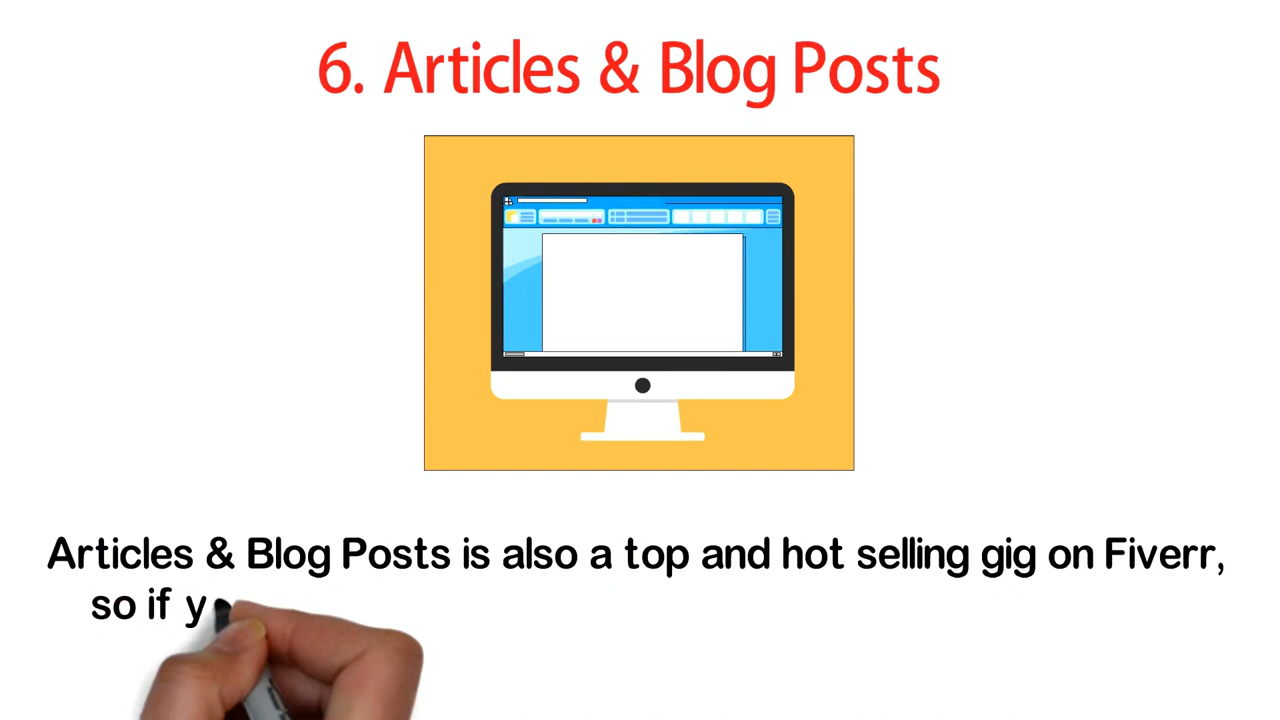 6. Articles & Blog Posts
Articles & Blog Posts is also a top and hot selling gig on Fiverr,
so if y